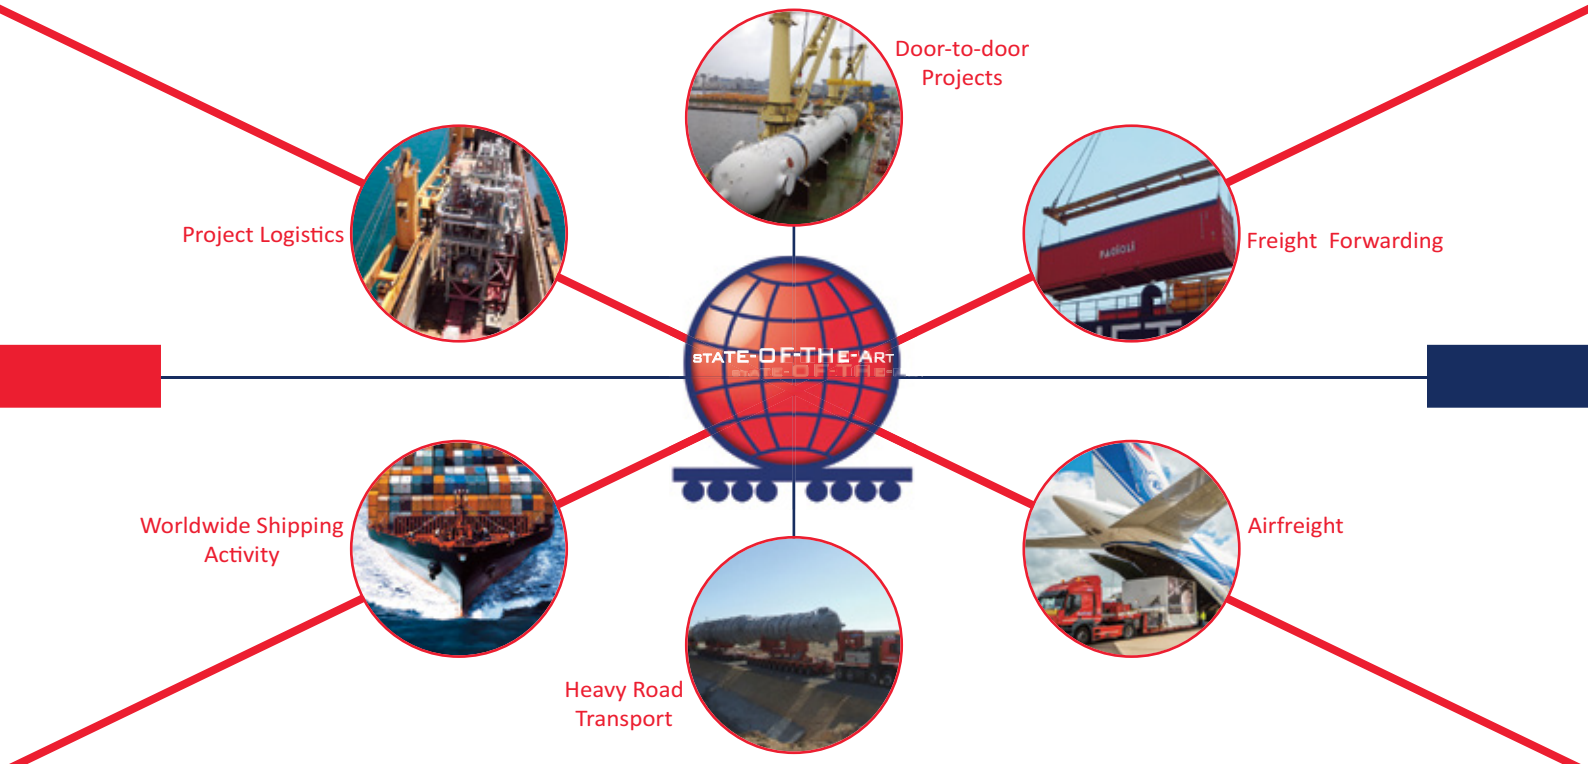 Door-to-door
Projects
Project Logistics
Freight  Forwarding
STATE-OF-THE-ART
Worldwide Shipping
Activity
Airfreight
Heavy Road
Transport